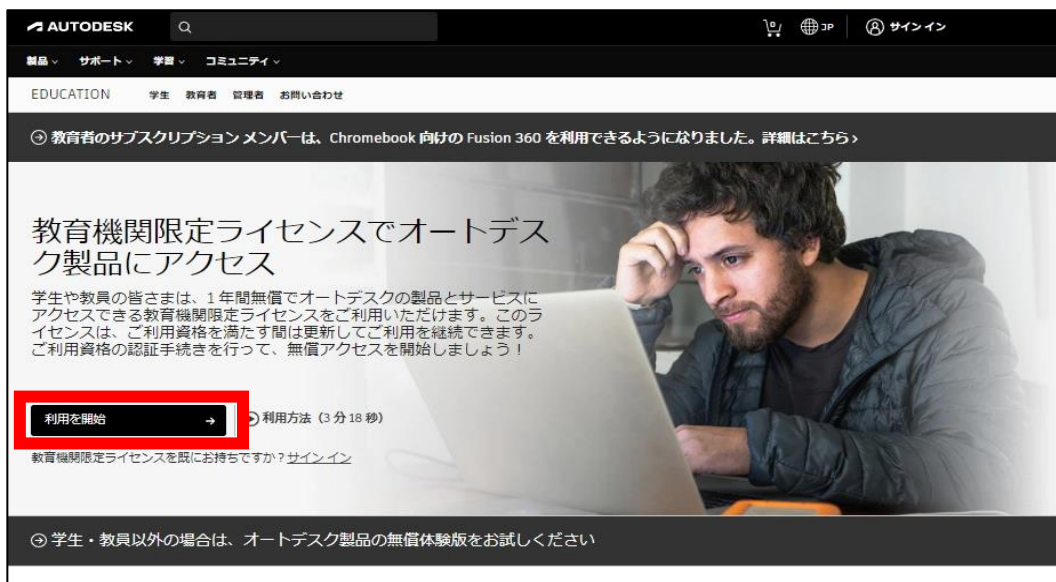 AUTODESK
JP
サイン イン
製品 サポート 学習 コミュニティ
EDUCATION 学生 教育者 管理者 お問い合わせ
教育者のサブスクリプション メンバーは、Chromebook 向けの Fusion 360 を利用できるようになりました。詳細はこちら ›
教育機関限定ライセンスでオートデス
ク製品にアクセス
学生や教員の皆さまは、1 年間無償でオートデスクの製品とサービスに
アクセスできる教育機関限定ライセンスをご利用いただけます。このラ
イセンスは、ご利用資格を満たす間は更新してご利用を継続できます。
ご利用資格の認証手続きを行って、無償アクセスを開始しましょう！
利用を開始 →
利用方法（3 分 18 秒）
教育機関限定ライセンスを既にお持ちですか？サイン イン
学生・教員以外の場合は、オートデスク製品の無償体験版をお試しください